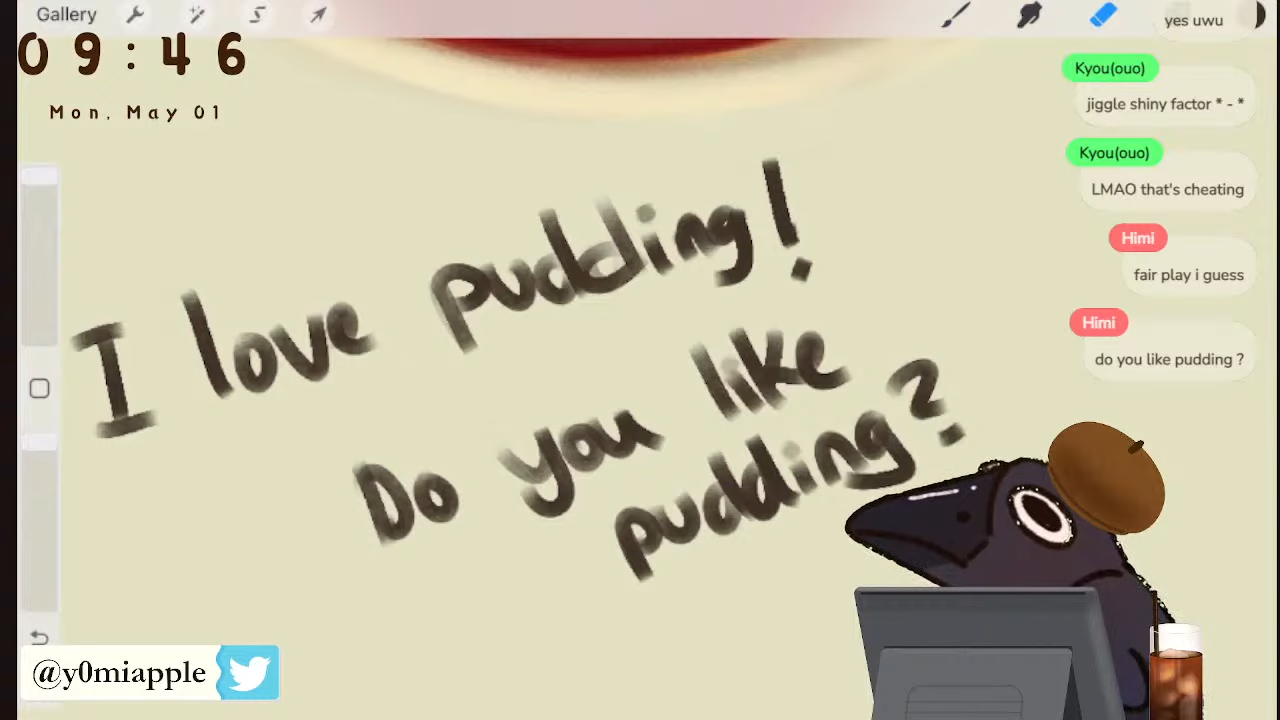 Gallery
yes uwu
09:46
Mon, May 01
Kyou(ouo)
jiggle shiny factor * - *
Kyou(ouo)
LMAO that's cheating
Himi
fair play i guess
Himi
do you like pudding ?
I love pudding!
Do you like
pudding?
@y0miapple